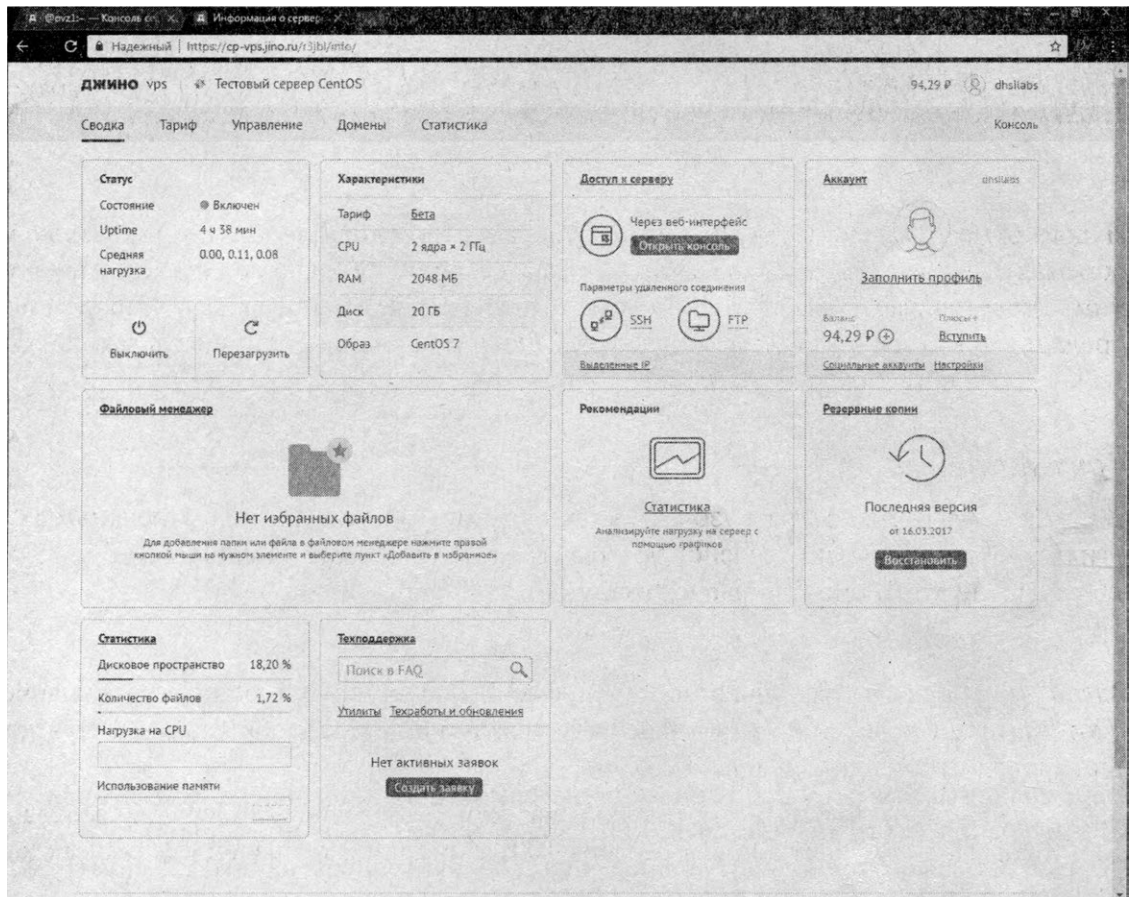 Консоль
Информация о сервер
Надежный | https://cp-vps.jino.ru/r3jbl/info/
джино vps Тестовый сервер CentOS 94,29 ₽ dhsilabs
Сводка Тариф Управление Домены Статистика Консоль
Статус
Состояние Включен
Uptime 4 ч 38 мин
Средняя нагрузка 0.00, 0.11, 0.08
Выключить Перезагрузить
Характеристики
Тариф Бета
CPU 2 ядра × 2 ГГц
RAM 2048 МБ
Диск 20 ГБ
Образ CentOS 7
Доступ к серверу
Через веб-интерфейс
Открыть консоль
Параметры удаленного соединения
SSH FTP
Выделенные IP
Аккаунт dhsilabs
Заполнить профиль
Баланс Плюсы +
94,29 ₽ Вступить
Социальные аккаунты Настройки
Файловый менеджер
Нет избранных файлов
Для добавления папки или файла в файловом менеджере нажмите правой
кнопкой мыши на нужном элементе и выберите пункт «Добавить в избранное»
Рекомендации
Статистика
Анализируйте нагрузку на сервер с
помощью графиков
Резервные копии
Последняя версия
от 16.03.2017
Восстановить
Статистика
Дисковое пространство 18,20 %
Количество файлов 1,72 %
Нагрузка на CPU
Использование памяти
Техподдержка
Поиск в FAQ
Утилиты Техработы и обновления
Нет активных заявок
Создать заявку